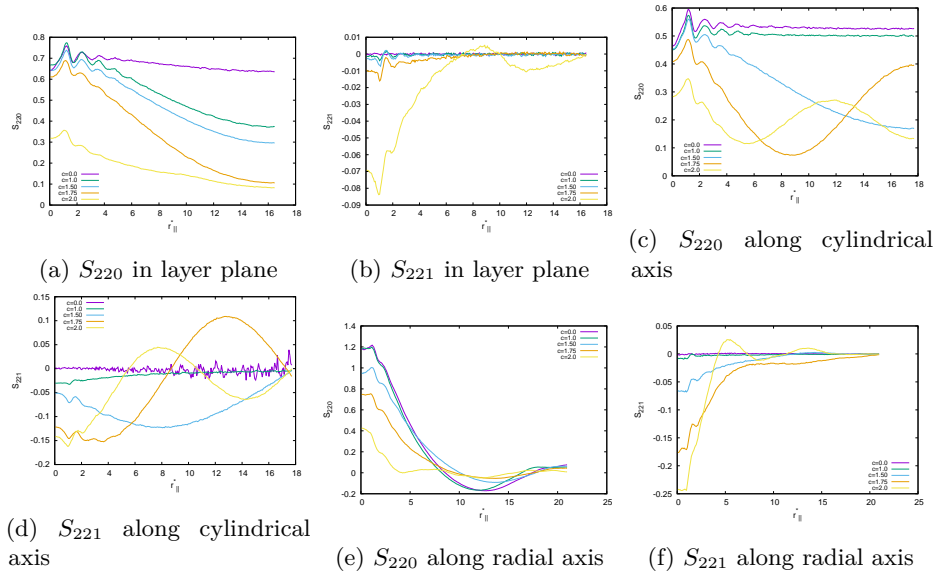 0.8
0.7
0.6
0.5
0.4
0.3
0.2
0.1
0
S220
c=0.0
c=1.0
c=1.50
c=1.75
c=2.0
0 2 4 6 8 10 12 14 16 18
r*||
(a) S220 in layer plane
0.01
0
-0.01
-0.02
-0.03
-0.04
-0.05
-0.06
-0.07
-0.08
-0.09
S221
c=0.0
c=1.0
c=1.50
c=1.75
c=2.0
0 2 4 6 8 10 12 14 16 18
r*||
(b) S221 in layer plane
0.6
0.5
0.4
0.3
0.2
0.1
0
S220
c=0.0
c=1.0
c=1.50
c=1.75
c=2.0
0 2 4 6 8 10 12 14 16 18
r*||
(c) S220 along cylindrical
axis
0.15
0.1
0.05
0
-0.05
-0.1
-0.15
-0.2
S221
c=0.0
c=1.0
c=1.50
c=1.75
c=2.0
0 2 4 6 8 10 12 14 16 18
r*||
(d) S221 along cylindrical
axis
1.4
1.2
1
0.8
0.6
0.4
0.2
0
-0.2
S220
c=0.0
c=1.0
c=1.50
c=1.75
c=2.0
0 5 10 15 20 25
r*||
(e) S220 along radial axis
0.05
0
-0.05
-0.1
-0.15
-0.2
-0.25
S221
c=0.0
c=1.0
c=1.50
c=1.75
c=2.0
0 5 10 15 20 25
r*||
(f) S221 along radial axis